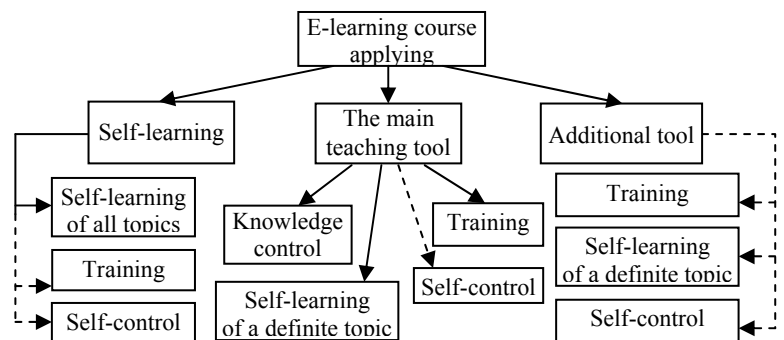 E-learning course
applying
Self-learning
The main
teaching tool
Additional tool
Self-learning
of all topics
Training
Self-control
Knowledge
control
Self-learning
of a definite topic
Training
Self-control
Training
Self-learning
of a definite topic
Self-control